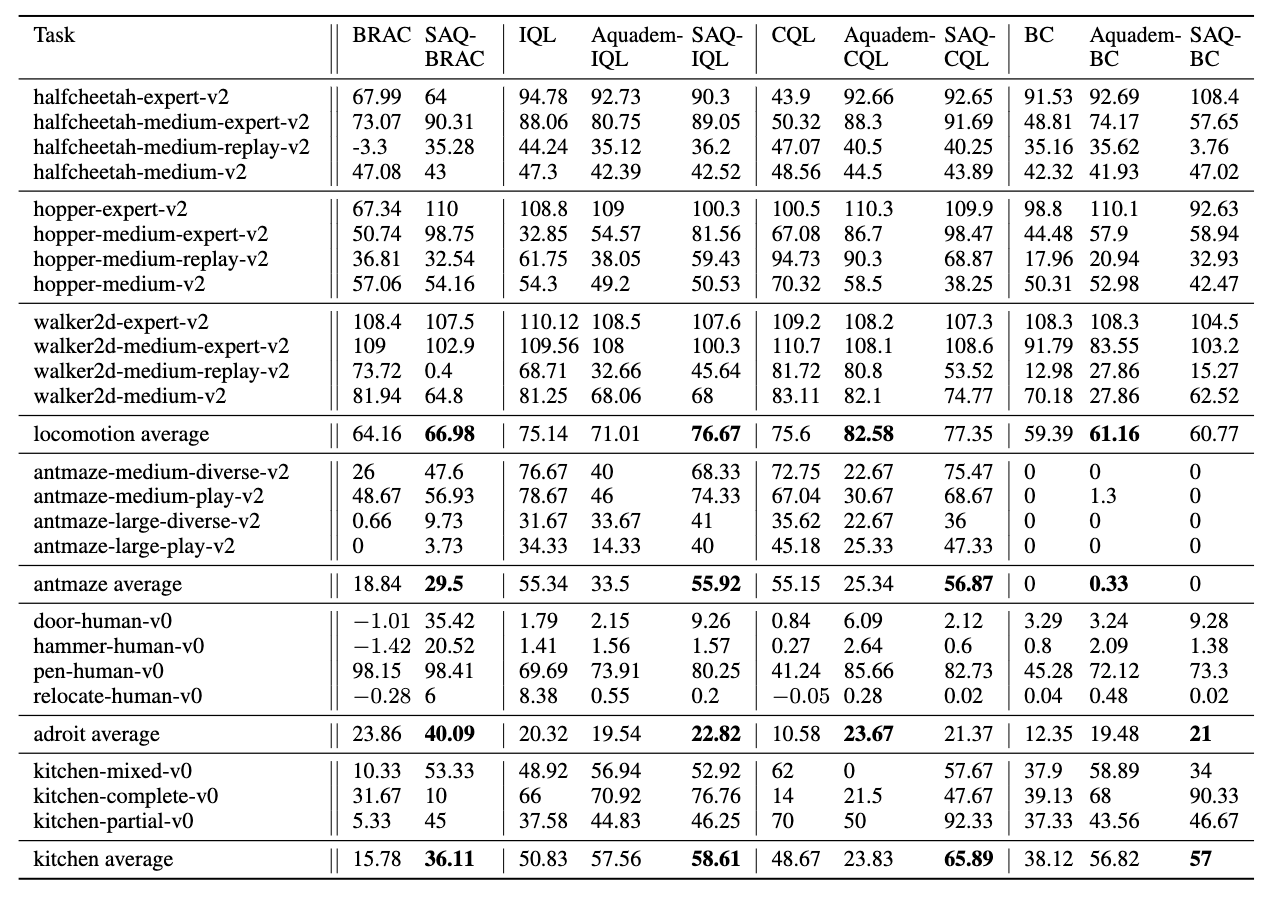 Task BRAC SAQ- IQL Aquadem- SAQ- CQL Aquadem- SAQ- BC Aquadem- SAQ-
BRAC IQL IQL CQL CQL BC BC
halfcheetah-expert-v2 67.99 64 94.78 92.73 90.3 43.9 92.66 92.65 91.53 92.69 108.4
halfcheetah-medium-expert-v2 73.07 90.31 88.06 80.75 89.05 50.32 88.3 91.69 48.81 74.17 57.65
halfcheetah-medium-replay-v2 -3.3 35.28 44.24 35.12 36.2 47.07 40.5 40.25 35.16 35.62 3.76
halfcheetah-medium-v2 47.08 43 47.3 42.39 42.52 48.56 44.5 43.89 42.32 41.93 47.02
hopper-expert-v2 67.34 110 108.8 109 100.3 100.5 110.3 109.9 98.8 110.1 92.63
hopper-medium-expert-v2 50.74 98.75 32.85 54.57 81.56 67.08 86.7 98.47 44.48 57.9 58.94
hopper-medium-replay-v2 36.81 32.54 61.75 38.05 59.43 94.73 90.3 68.87 17.96 20.94 32.93
hopper-medium-v2 57.06 54.16 54.3 49.2 50.53 70.32 58.5 38.25 50.31 52.98 42.47
walker2d-expert-v2 108.4 107.5 110.12 108.5 107.6 109.2 108.2 107.3 108.3 108.3 104.5
walker2d-medium-expert-v2 109 102.9 109.56 108 100.3 110.7 108.1 108.6 91.79 83.55 103.2
walker2d-medium-replay-v2 73.72 0.4 68.71 32.66 45.64 81.72 80.8 53.52 12.98 27.86 15.27
walker2d-medium-v2 81.94 64.8 81.25 68.06 68 83.11 82.1 74.77 70.18 27.86 62.52
locomotion average 64.16 66.98 75.14 71.01 76.67 75.6 82.58 77.35 59.39 61.16 60.77
antmaze-medium-diverse-v2 26 47.6 76.67 40 68.33 72.75 22.67 75.47 0 0 0
antmaze-medium-play-v2 48.67 56.93 78.67 46 74.33 67.04 30.67 68.67 0 1.3 0
antmaze-large-diverse-v2 0.66 9.73 31.67 33.67 41 35.62 22.67 36 0 0 0
antmaze-large-play-v2 0 3.73 34.33 14.33 40 45.18 25.33 47.33 0 0 0
antmaze average 18.84 29.5 55.34 33.5 55.92 55.15 25.34 56.87 0 0.33 0
door-human-v0 −1.01 35.42 1.79 2.15 9.26 0.84 6.09 2.12 3.29 3.24 9.28
hammer-human-v0 −1.42 20.52 1.41 1.56 1.57 0.27 2.64 0.6 0.8 2.09 1.38
pen-human-v0 98.15 98.41 69.69 73.91 80.25 41.24 85.66 82.73 45.28 72.12 73.3
relocate-human-v0 −0.28 6 8.38 0.55 0.2 −0.05 0.28 0.02 0.04 0.48 0.02
adroit average 23.86 40.09 20.32 19.54 22.82 10.58 23.67 21.37 12.35 19.48 21
kitchen-mixed-v0 10.33 53.33 48.92 56.94 52.92 62 0 57.67 37.9 58.89 34
kitchen-complete-v0 31.67 10 66 70.92 76.76 14 21.5 47.67 39.13 68 90.33
kitchen-partial-v0 5.33 45 37.58 44.83 46.25 70 50 92.33 37.33 43.56 46.67
kitchen average 15.78 36.11 50.83 57.56 58.61 48.67 23.83 65.89 38.12 56.82 57